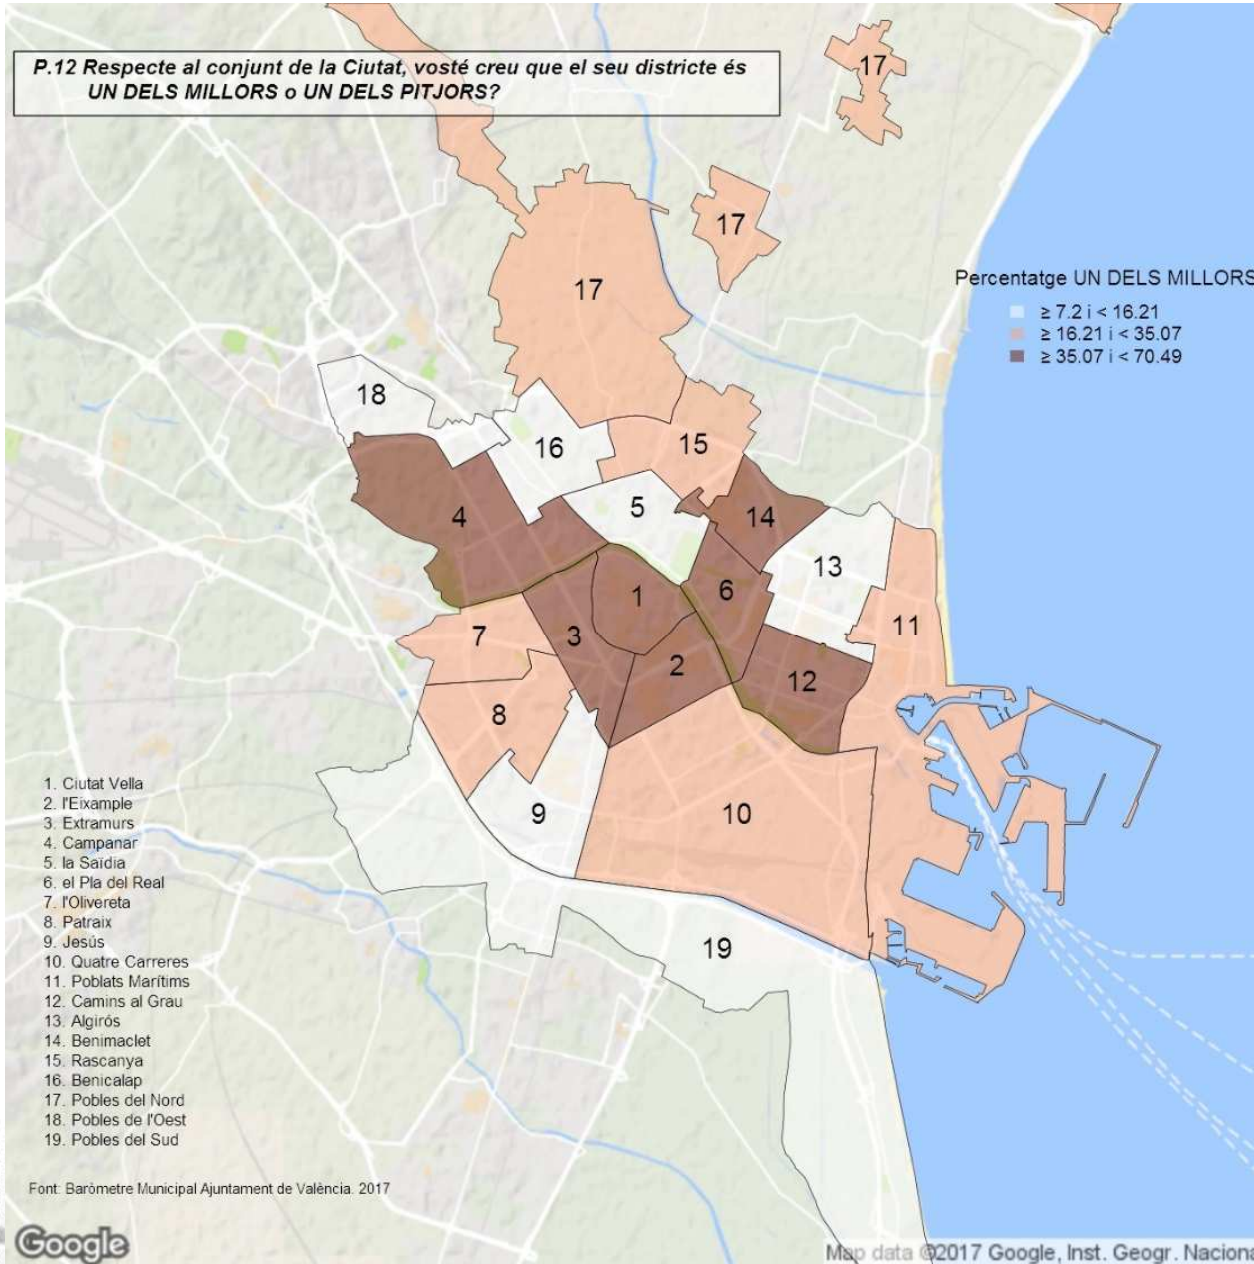 P.12 Respecte al conjunt de la Ciutat, vosté creu que el seu districte és
UN DELS MILLORS o UN DELS PITJORS?
17
17
17
Percentatge UN DELS MILLORS
≥ 7.2 i < 16.21
≥ 16.21 i < 35.07
≥ 35.07 i < 70.49
18
16
15
5
4
14
13
6
1
11
7
3
2
12
8
9
10
19
1. Ciutat Vella
2. l'Eixample
3. Extramurs
4. Campanar
5. la Saïdia
6. el Pla del Real
7. l'Olivereta
8. Patraix
9. Jesús
10. Quatre Carreres
11. Poblats Marítims
12. Camins al Grau
13. Algirós
14. Benimaclet
15. Rascanya
16. Benicalap
17. Pobles del Nord
18. Pobles de l'Oest
19. Pobles del Sud
Font: Baròmetre Municipal Ajuntament de València. 2017
Google
Map data ©2017 Google, Inst. Geogr. Naciona